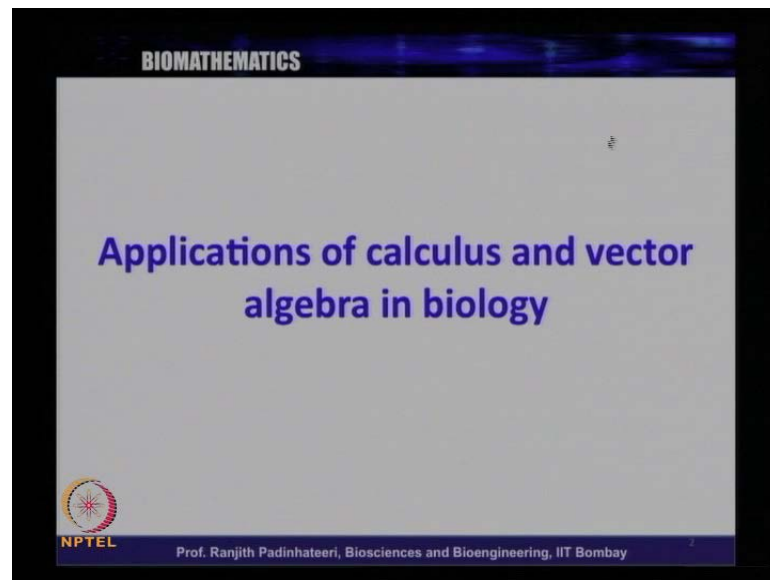 BIOMATHEMATICS
Applications of calculus and vector
algebra in biology
NPTEL
Prof. Ranjith Padinhateeri, Biosciences and Bioengineering, IIT Bombay
2